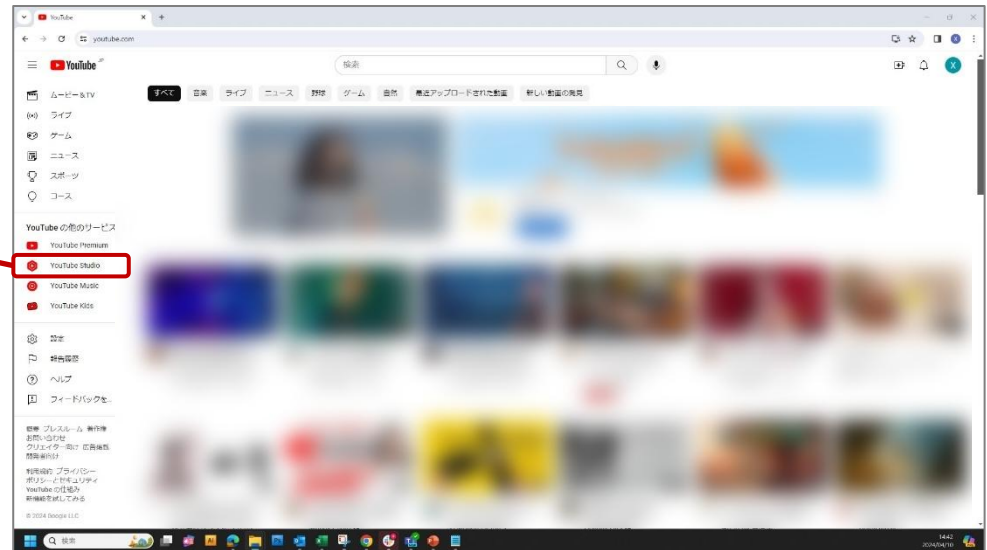 YouTube
youtube.com
YouTube JP
検索
すべて 音楽 ライブ ニュース 野球 ゲーム 自然 最近アップロードされた動画 新しい動画の発見
ムービー&TV
ライブ
ゲーム
ニュース
スポーツ
コース
YouTube の他のサービス
YouTube Premium
YouTube Studio
YouTube Music
YouTube Kids
設定
報告履歴
ヘルプ
フィードバックを...
概要 プレスルーム 著作権
お問い合わせ
クリエイター向け 広告掲載
開発者向け
利用規約 プライバシー
ポリシーとセキュリティ
YouTube の仕組み
新機能を試してみる
© 2024 Google LLC
検索
14:42
2024/04/10